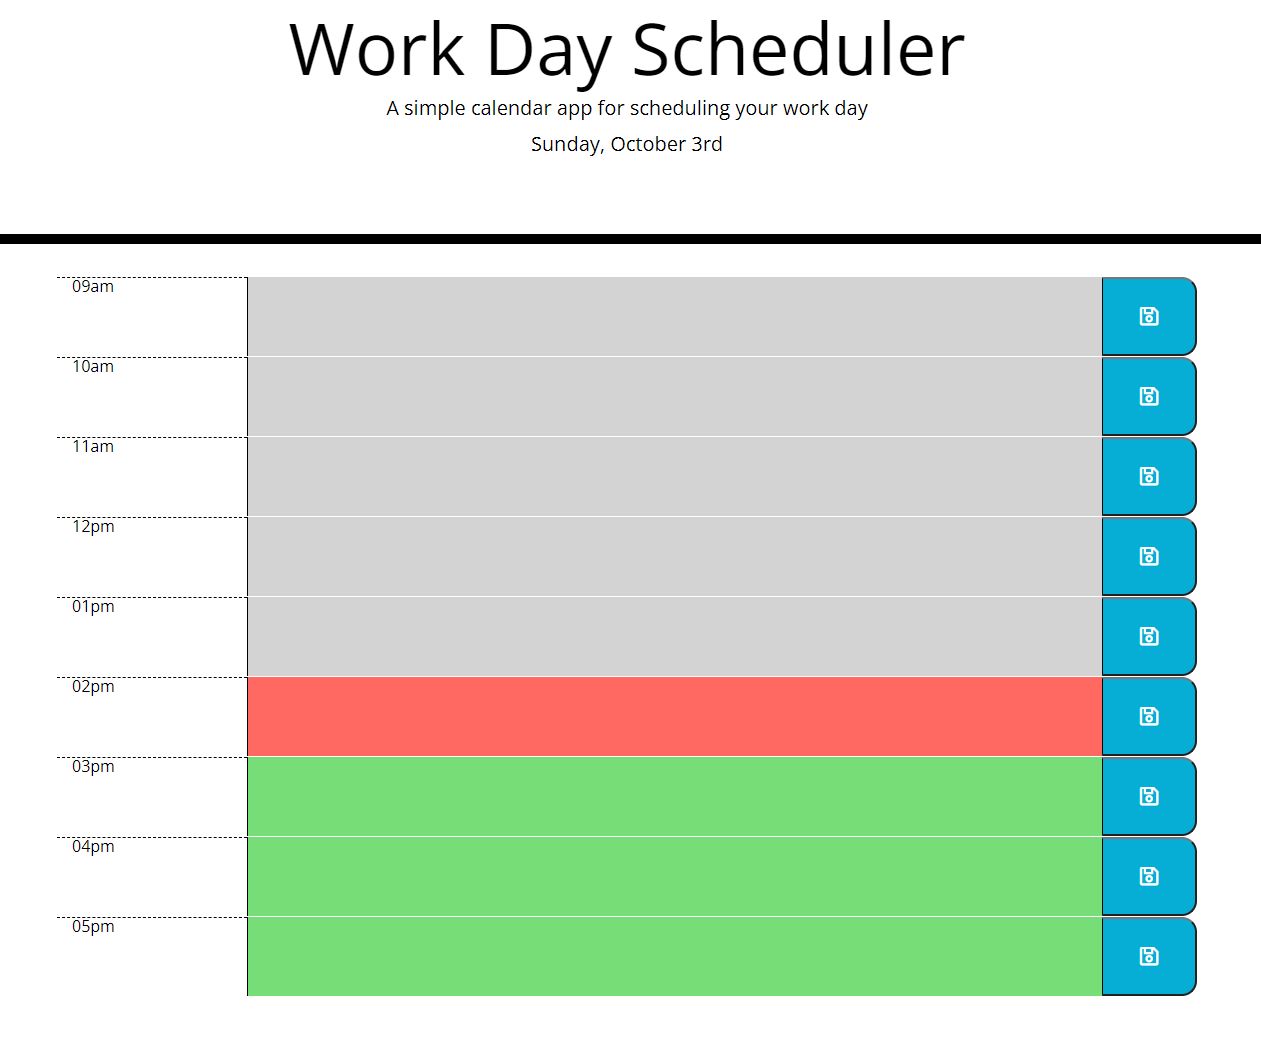 Work Day Scheduler
A simple calendar app for scheduling your work day
Sunday, October 3rd
09am
10am
11am
12pm
01pm
02pm
03pm
04pm
05pm